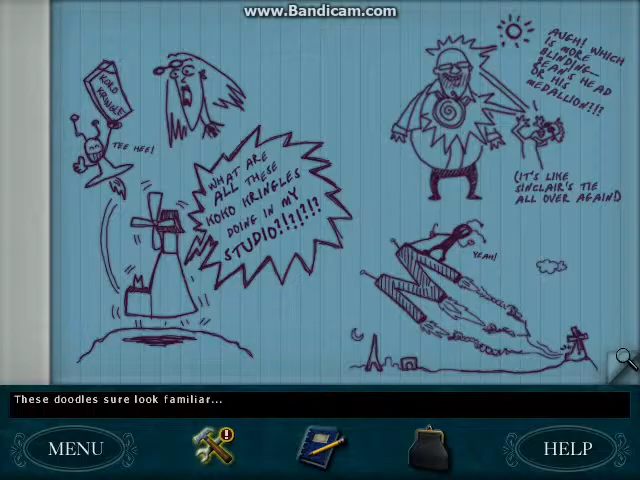 www.Bandicam.com
KOKO
KRINGLE
TEE HEE!
WHAT ARE
ALL THESE
KOKO KRINGLES
DOING IN MY
STUDIO?!?!?!?
AUGH! WHICH
IS MORE
BLINDING—
DEAN'S HEAD
OR HIS
MEDALLION?!?
(IT'S LIKE
SINCLAIR'S TIE
ALL OVER AGAIN)
YEAH!
These doodles sure look familiar...
MENU
HELP